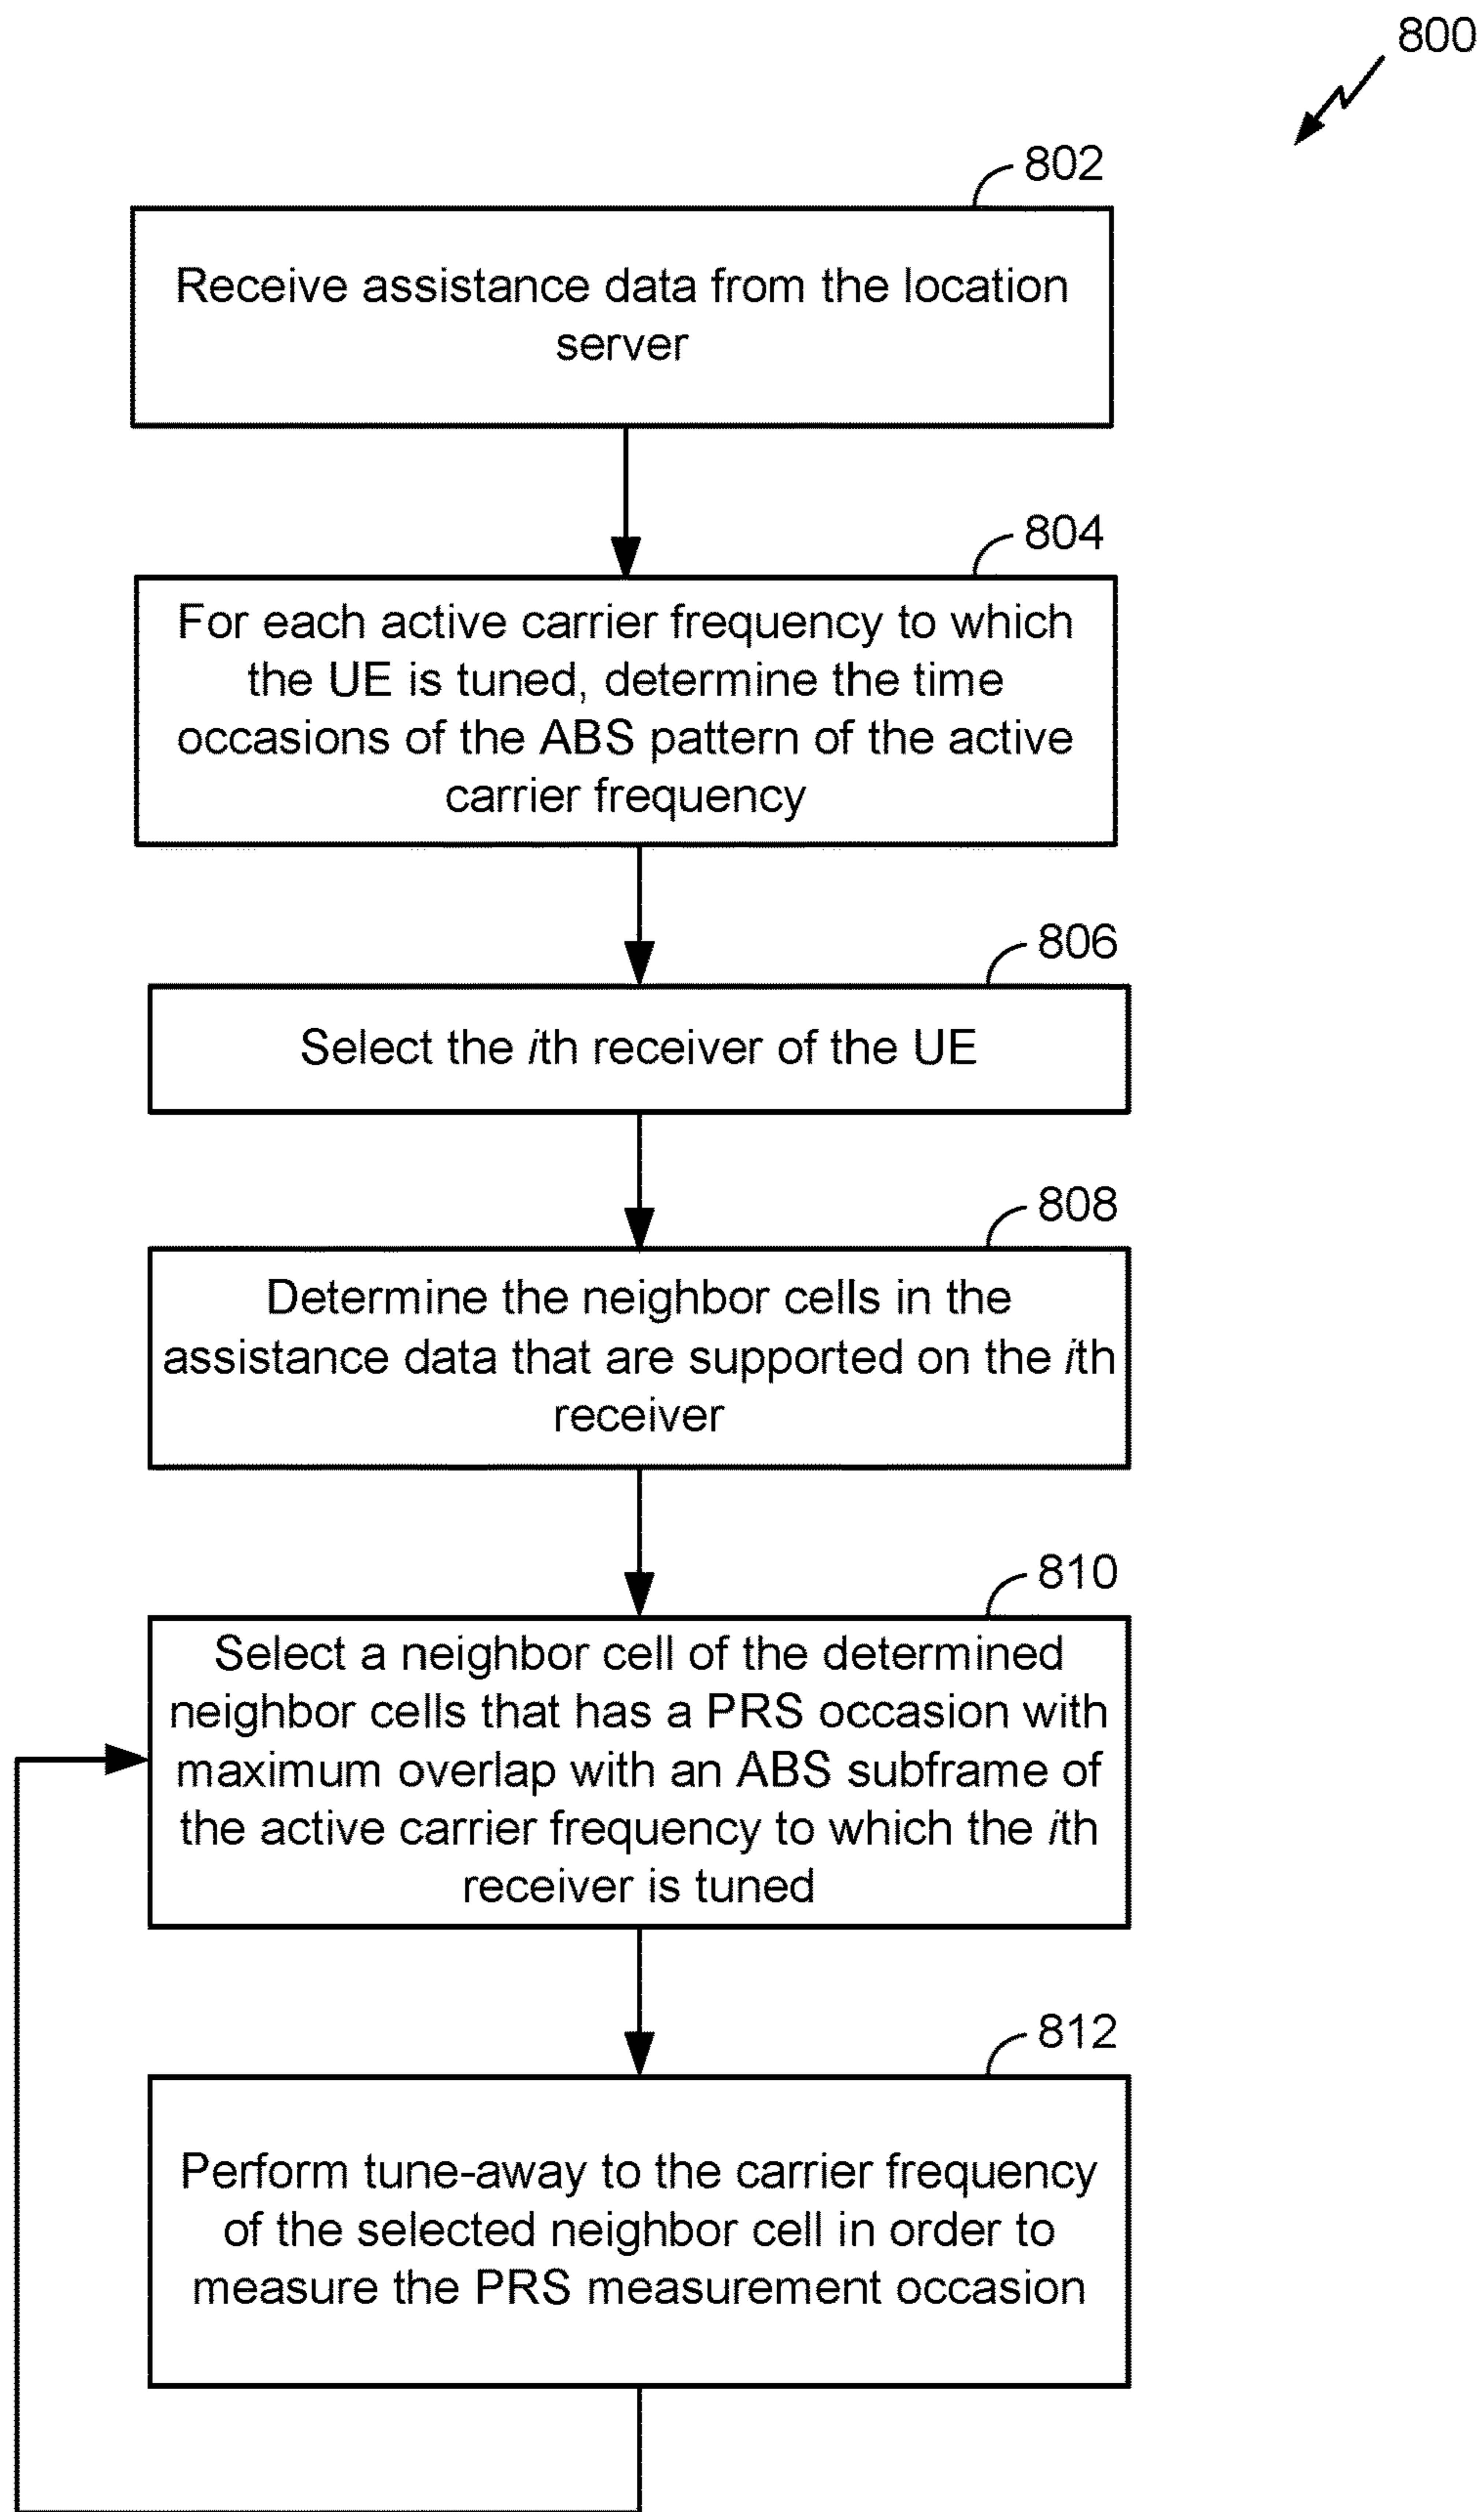 800
802
Receive assistance data from the location
server
804
For each active carrier frequency to which
the UE is tuned, determine the time
occasions of the ABS pattern of the active
carrier frequency
806
Select the ith receiver of the UE
808
Determine the neighbor cells in the
assistance data that are supported on the ith
receiver
810
Select a neighbor cell of the determined
neighbor cells that has a PRS occasion with
maximum overlap with an ABS subframe of
the active carrier frequency to which the ith
receiver is tuned
812
Perform tune-away to the carrier frequency
of the selected neighbor cell in order to
measure the PRS measurement occasion